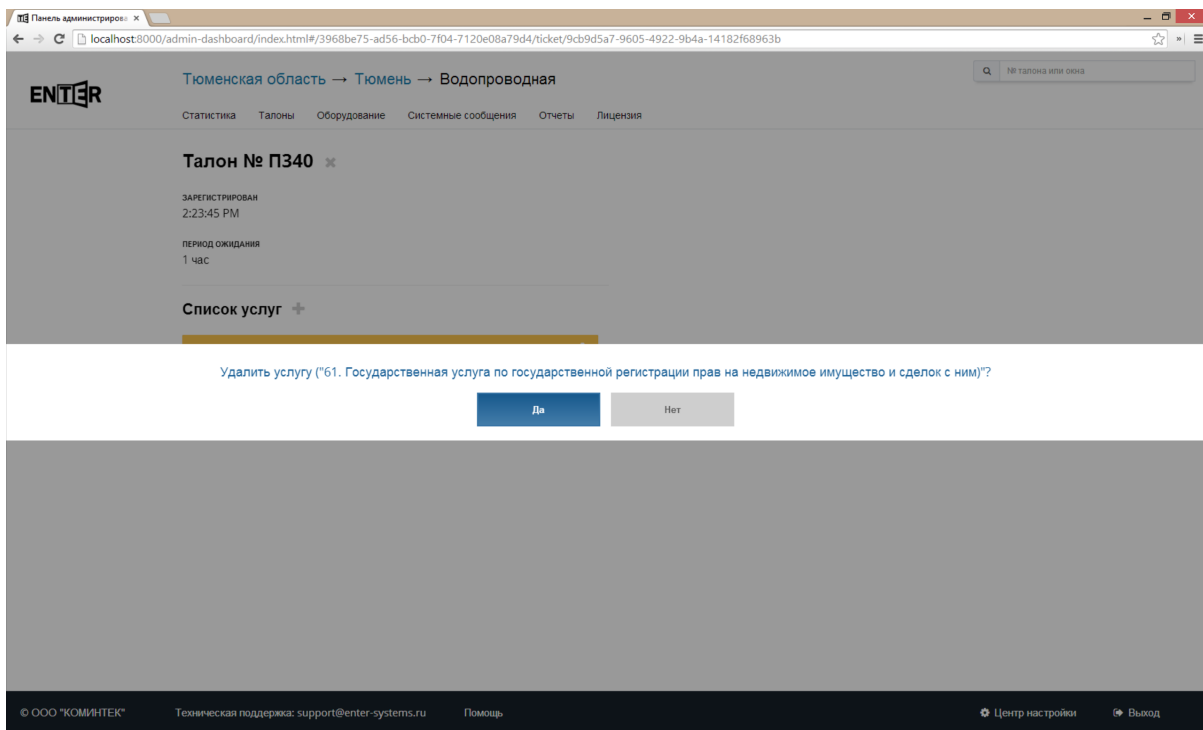 Панель администрирова
localhost:8000/admin-dashboard/index.html#/3968be75-ad56-bcb0-7f04-7120e08a79d4/ticket/9cb9d5a7-9605-4922-9b4a-14182f68963b
ENTER
Тюменская область → Тюмень → Водопроводная
№ талона или окна
Статистика Талоны Оборудование Системные сообщения Отчеты Лицензия
Талон № П340
ЗАРЕГИСТРИРОВАН
2:23:45 PM
ПЕРИОД ОЖИДАНИЯ
1 час
Список услуг
Удалить услугу ("61. Государственная услуга по государственной регистрации прав на недвижимое имущество и сделок с ним)"?
Да Нет
© ООО "КОМИНТЕК" Техническая поддержка: support@enter-systems.ru Помощь Центр настройки Выход